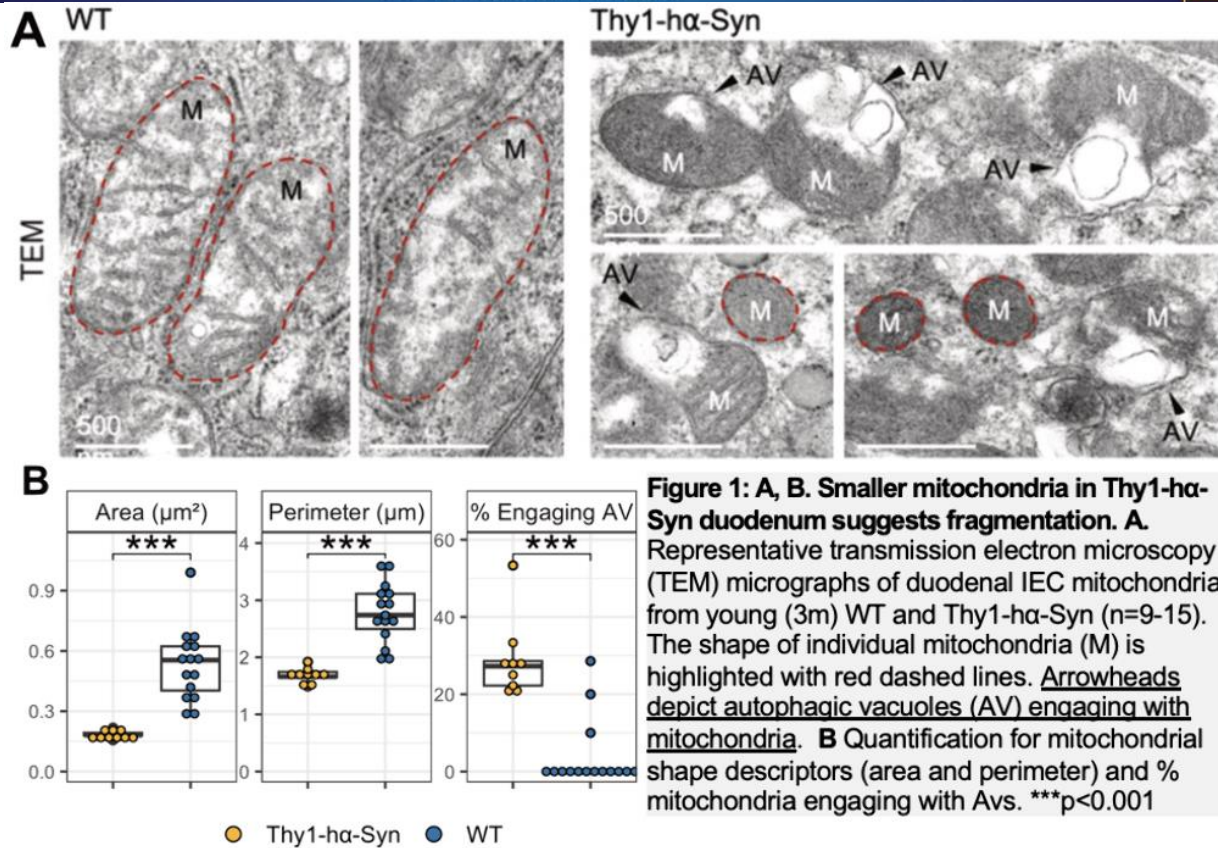 A WT
Thy1-hα-Syn
TEM
M
M
M
500
AV
AV
AV
M
M
M
500
AV
M
M
M
M
M
AV
B
Area (µm²)
Perimeter (µm)
% Engaging AV
***
***
***
0.9
0.6
0.3
0.0
4
3
2
1
0
60
40
20
0
Thy1-hα-Syn
WT
Figure 1: A, B. Smaller mitochondria in Thy1-hα-
Syn duodenum suggests fragmentation. A.
Representative transmission electron microscopy
(TEM) micrographs of duodenal IEC mitochondria
from young (3m) WT and Thy1-hα-Syn (n=9-15).
The shape of individual mitochondria (M) is
highlighted with red dashed lines. Arrowheads
depict autophagic vacuoles (AV) engaging with
mitochondria. B Quantification for mitochondrial
shape descriptors (area and perimeter) and %
mitochondria engaging with Avs. ***p<0.001